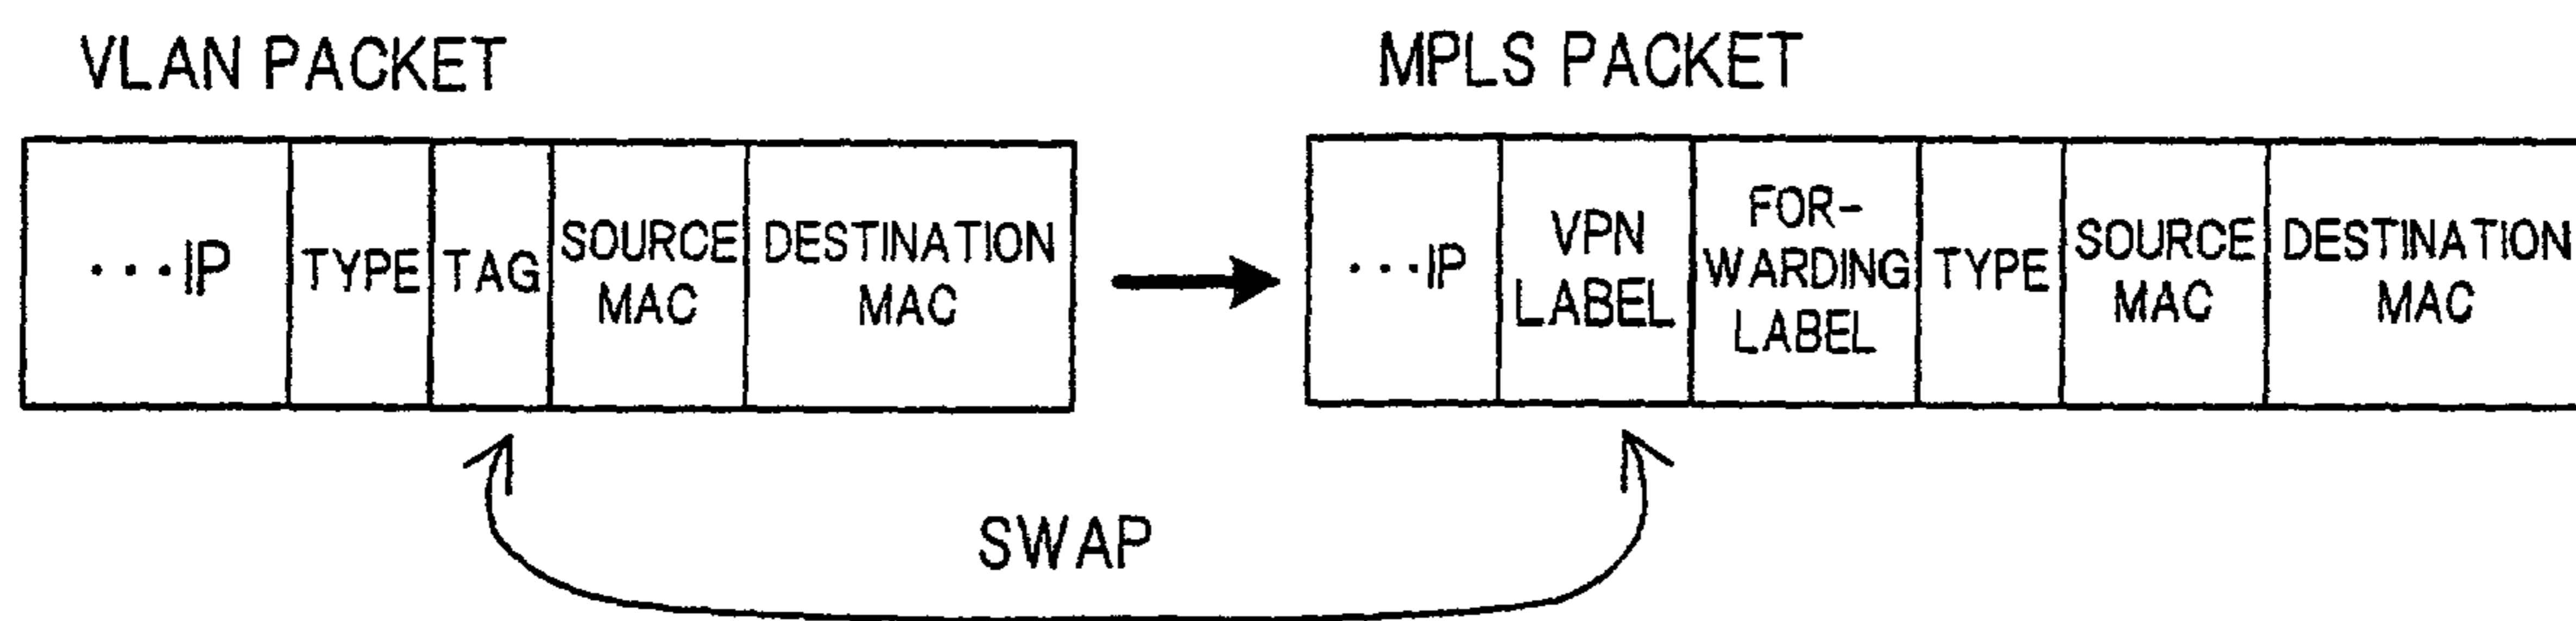 VLAN PACKET
MPLS PACKET
...IP
TYPE
TAG
SOURCE
MAC
DESTINATION
MAC
...IP
VPN
LABEL
FOR-
WARDING
LABEL
TYPE
SOURCE
MAC
DESTINATION
MAC
SWAP